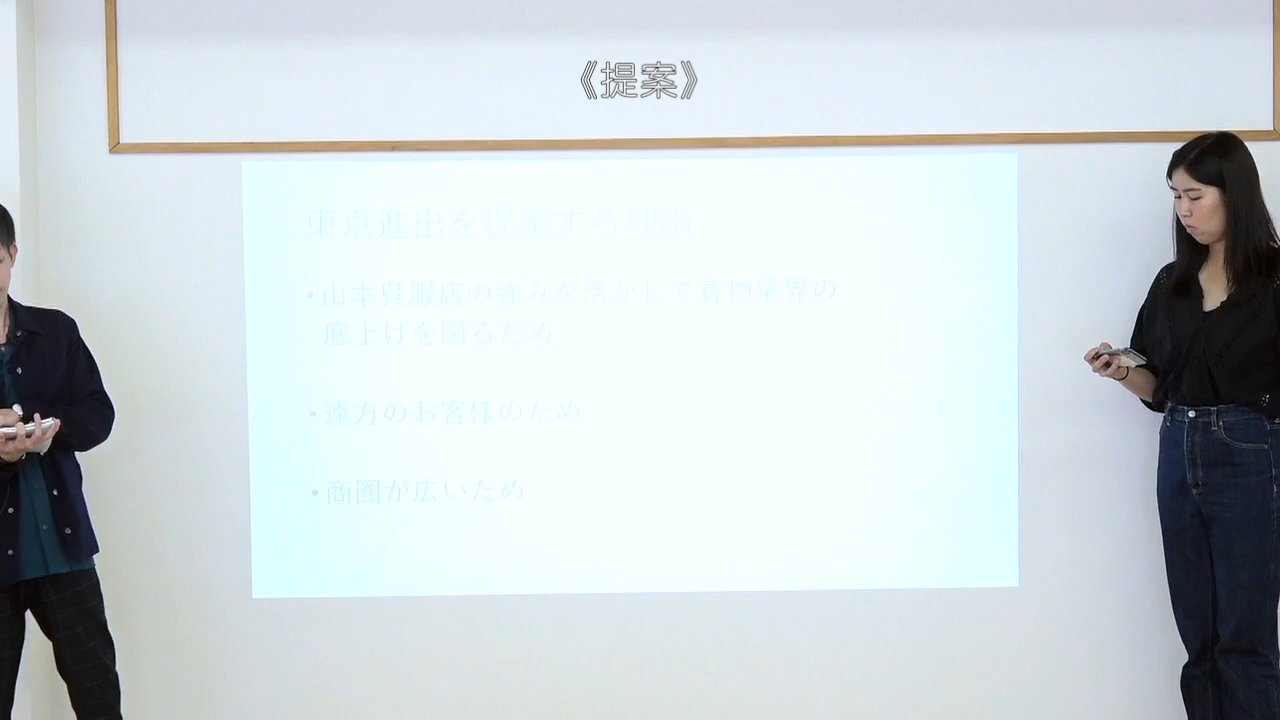 《提案》
東京進出を提案する理由
・山本呉服店の強みを活かして着物業界の
底上げを図るため
・遠方のお客様のため
・商圏が広いため